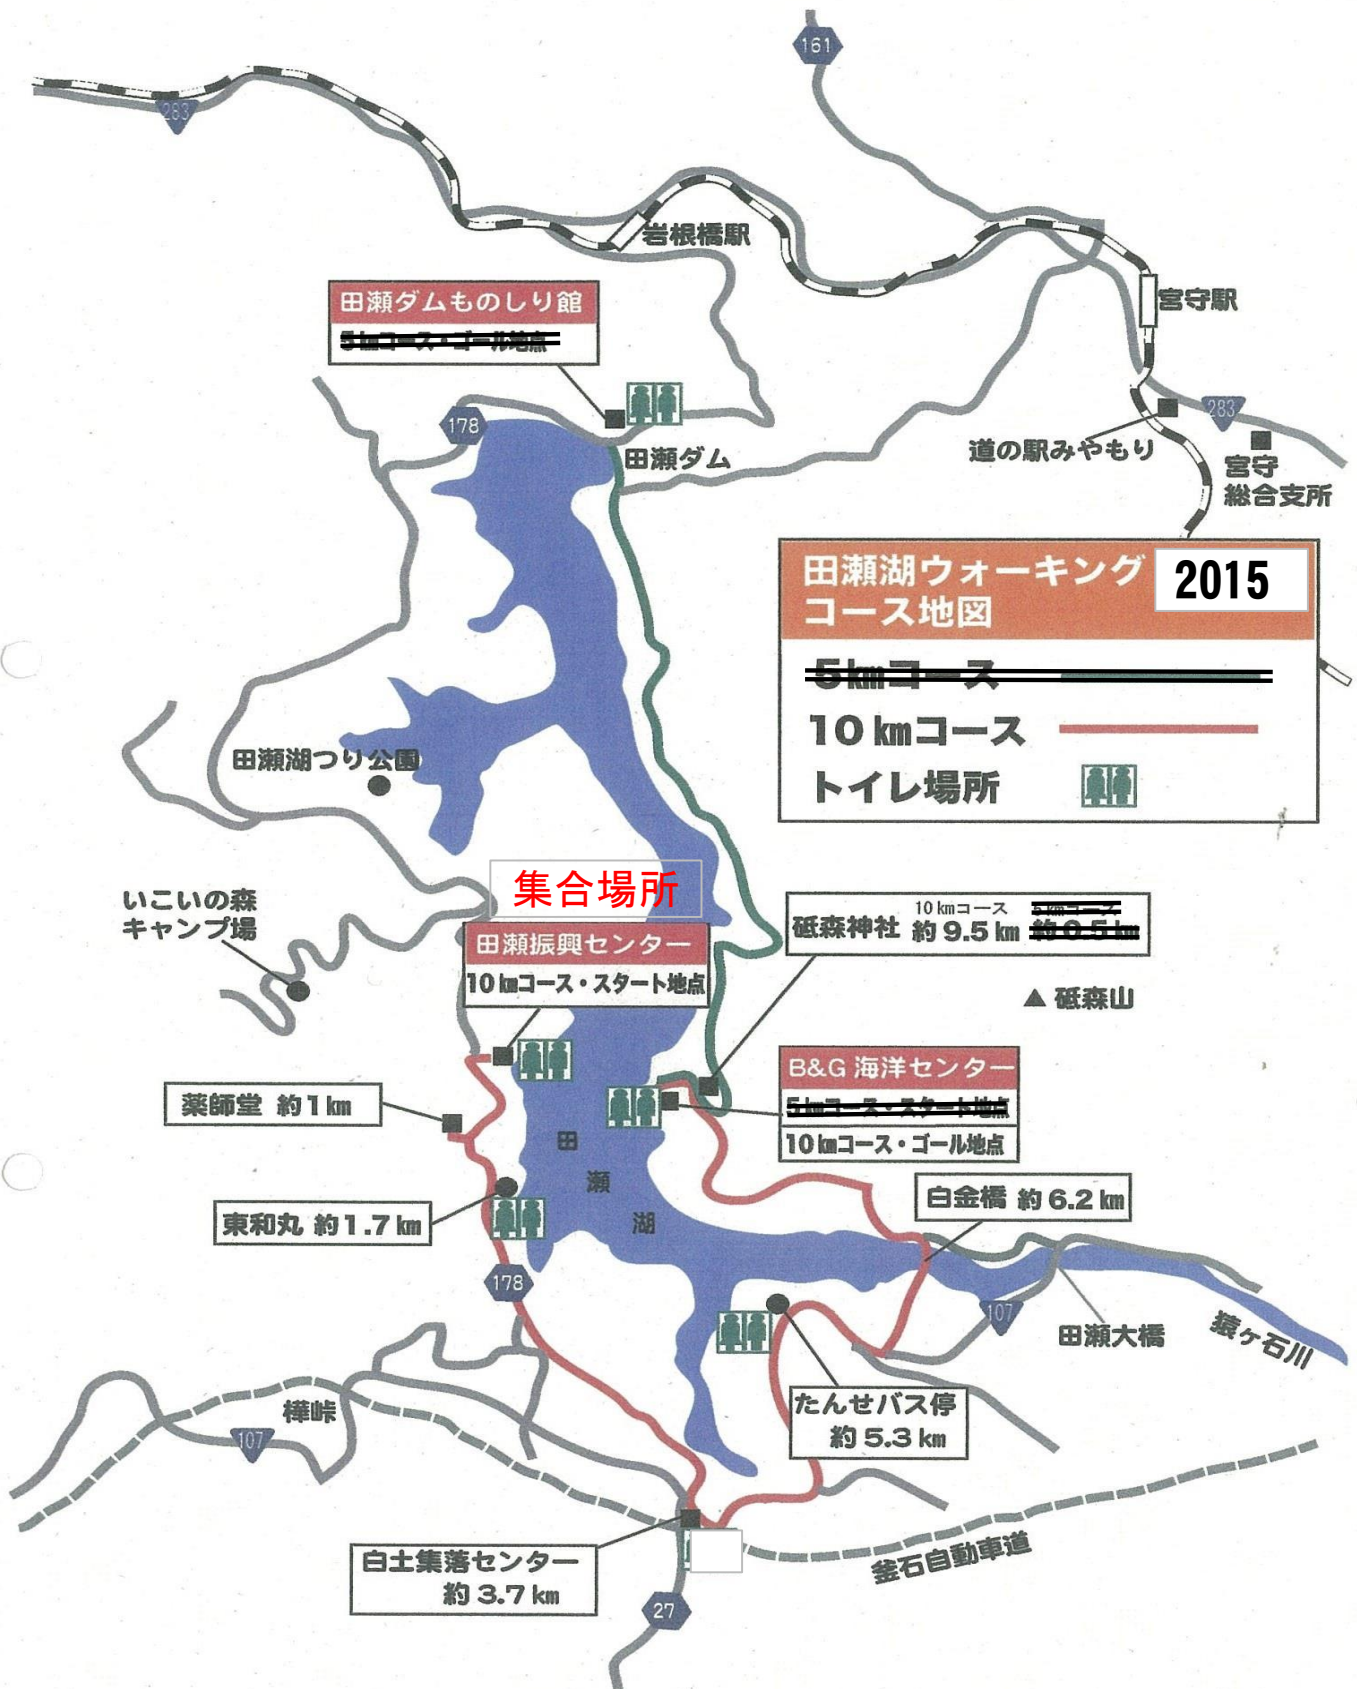 161
283
岩根橋駅
宮守駅
田瀬ダムものしり館
5kmコース・ゴール地点
178
283
田瀬ダム
道の駅みやもり
宮守
総合支所
田瀬湖ウォーキング 2015
コース地図
5kmコース
10kmコース
トイレ場所
田瀬湖つり公園
集合場所
いこいの森
キャンプ場
田瀬振興センター
10kmコース・スタート地点
10kmコース 5kmコース
砥森神社 約9.5km 約0.5km
▲ 砥森山
B&G海洋センター
5kmコース・スタート地点
10kmコース・ゴール地点
薬師堂 約1km
田
瀬
湖
東和丸 約1.7km
白金橋 約6.2km
178
107
田瀬大橋
猿ヶ石川
たんせバス停
約5.3km
樺峠
107
白土集落センター
約3.7km
釜石自動車道
27